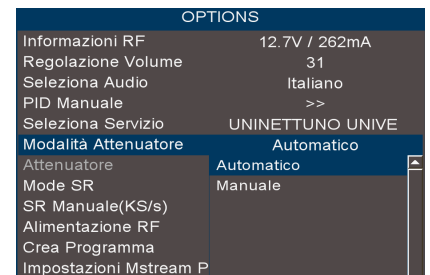 OPTIONS
Informazioni RF 12.7V / 262mA
Regolazione Volume 31
Seleziona Audio Italiano
PID Manuale >>
Seleziona Servizio UNINETTUNO UNIVE
Modalità Attenuatore Automatico
Attenuatore Automatico
Mode SR Manuale
SR Manuale(KS/s)
Alimentazione RF
Crea Programma
Impostazioni Mstream P